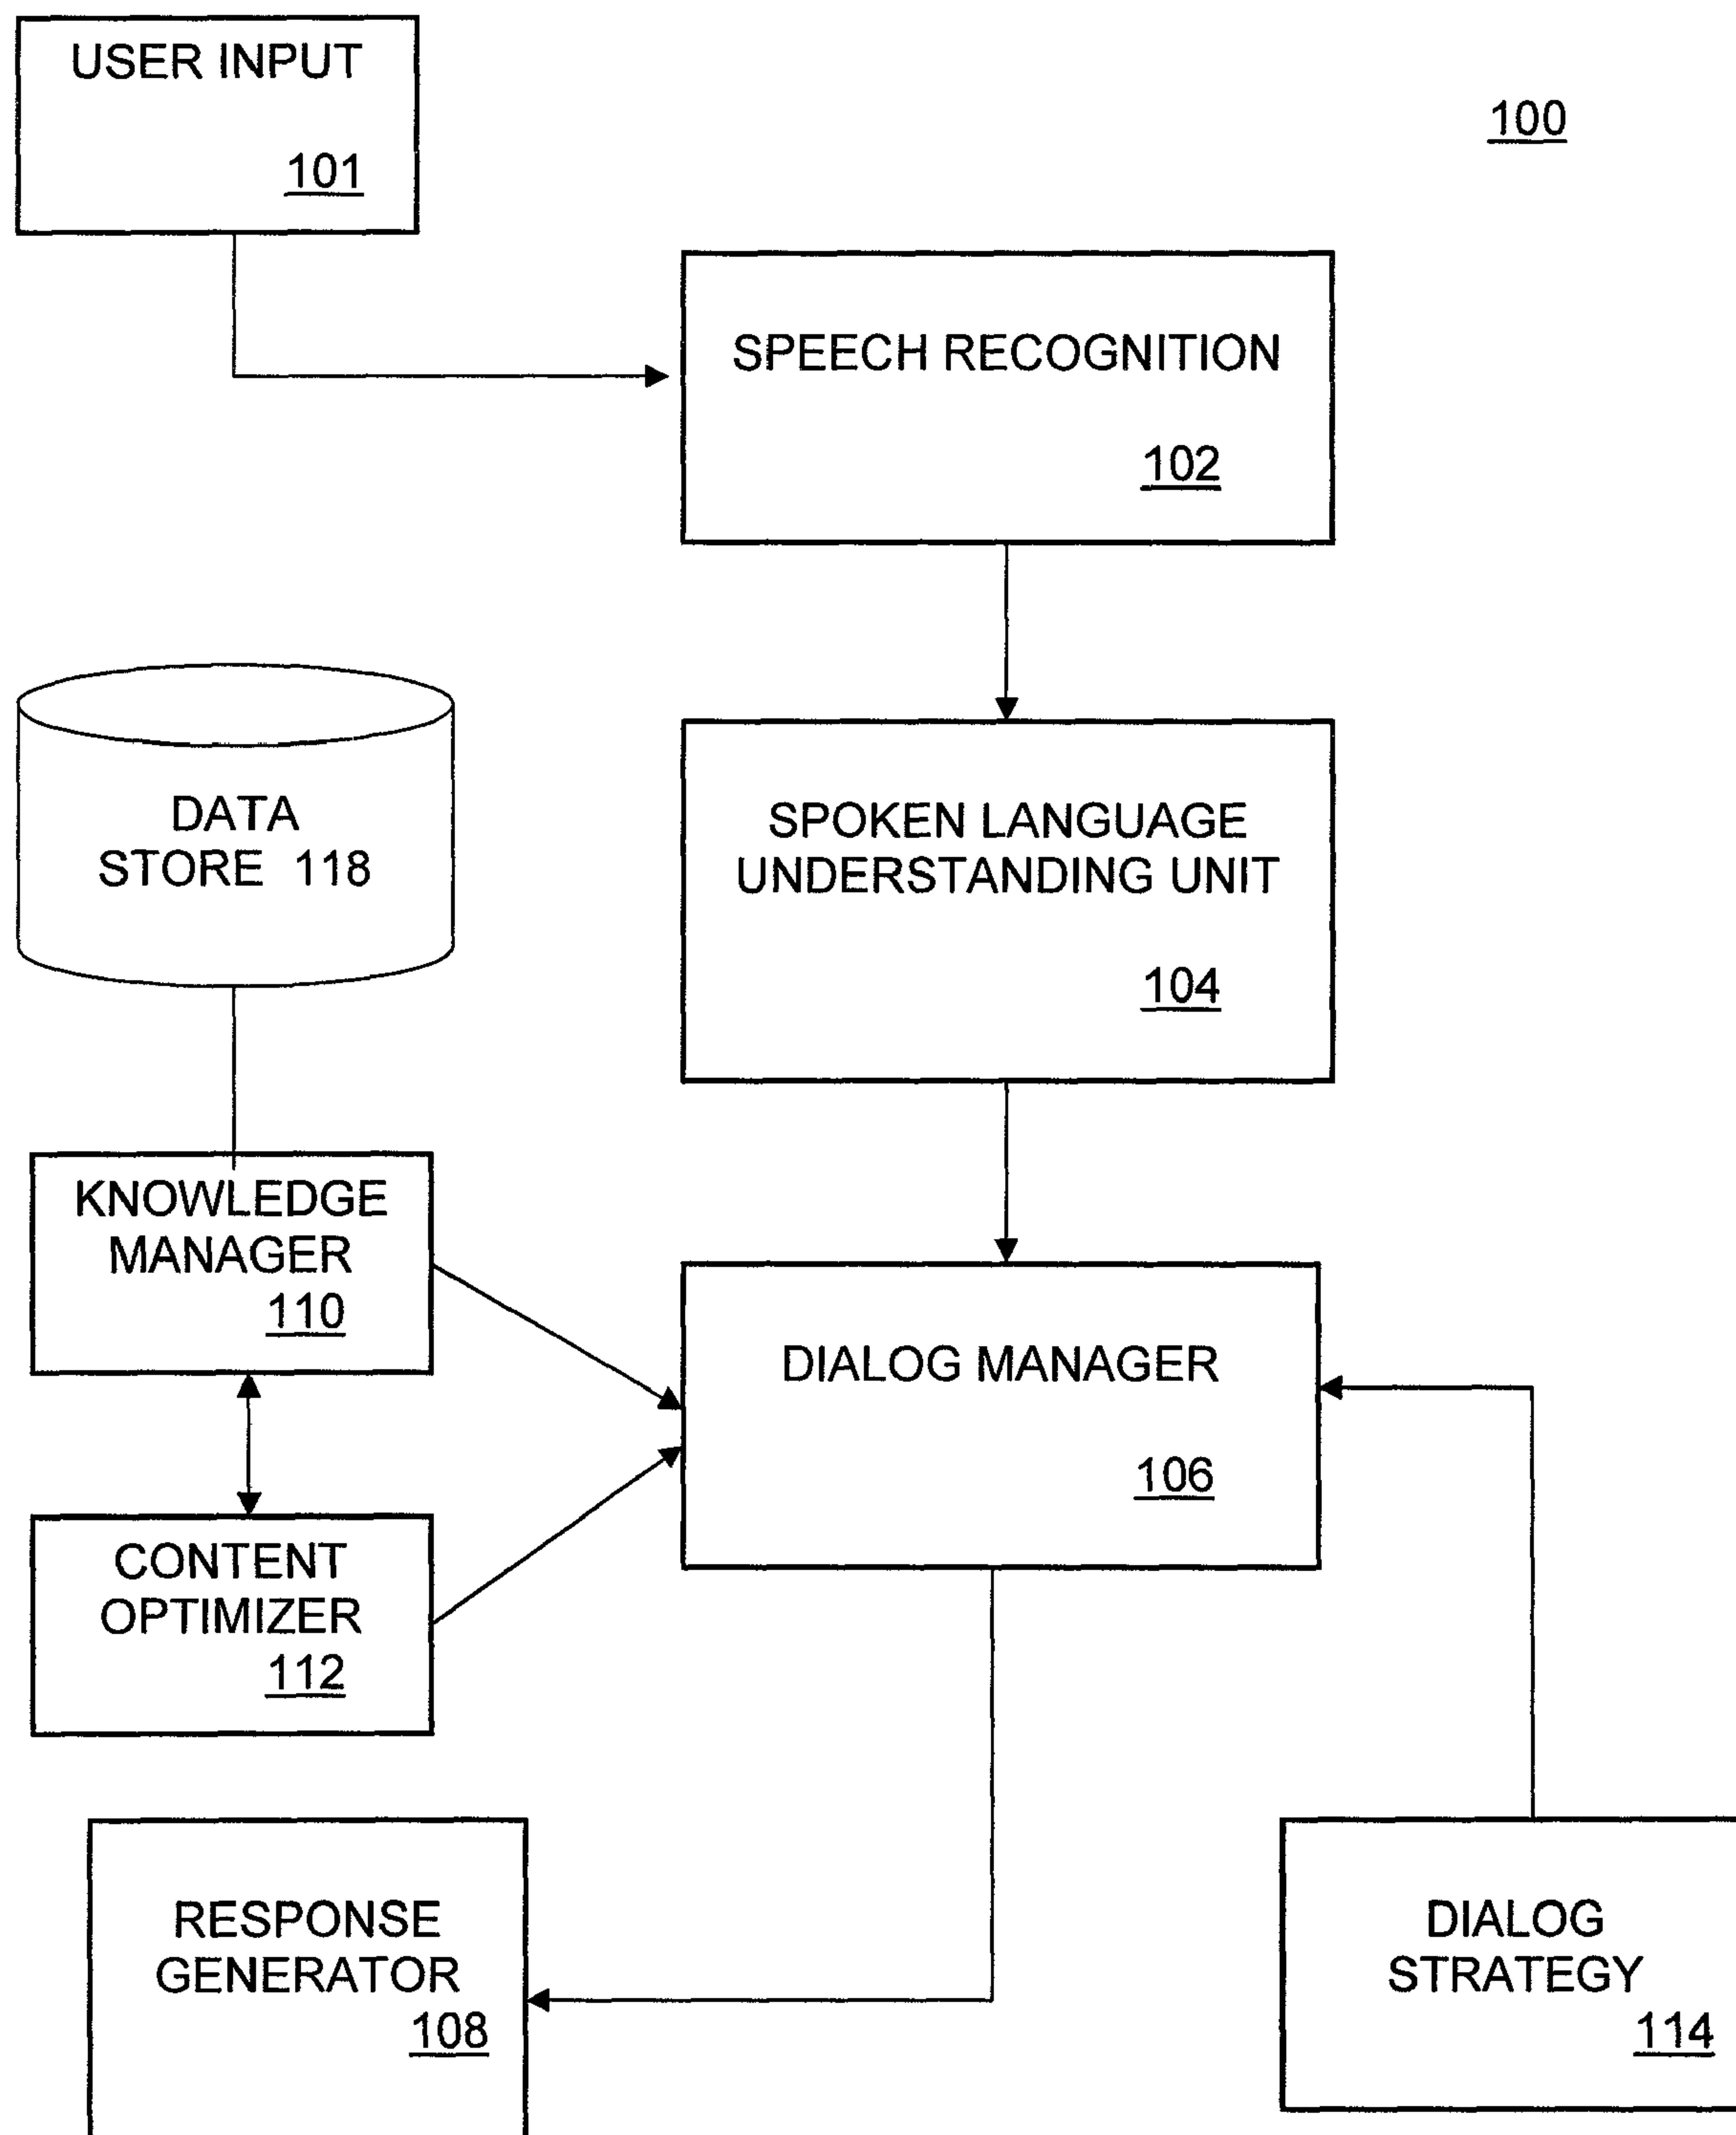 USER INPUT
101
100
SPEECH RECOGNITION
102
DATA
STORE 118
SPOKEN LANGUAGE
UNDERSTANDING UNIT
104
KNOWLEDGE
MANAGER
110
DIALOG MANAGER
106
CONTENT
OPTIMIZER
112
RESPONSE
GENERATOR
108
DIALOG
STRATEGY
114